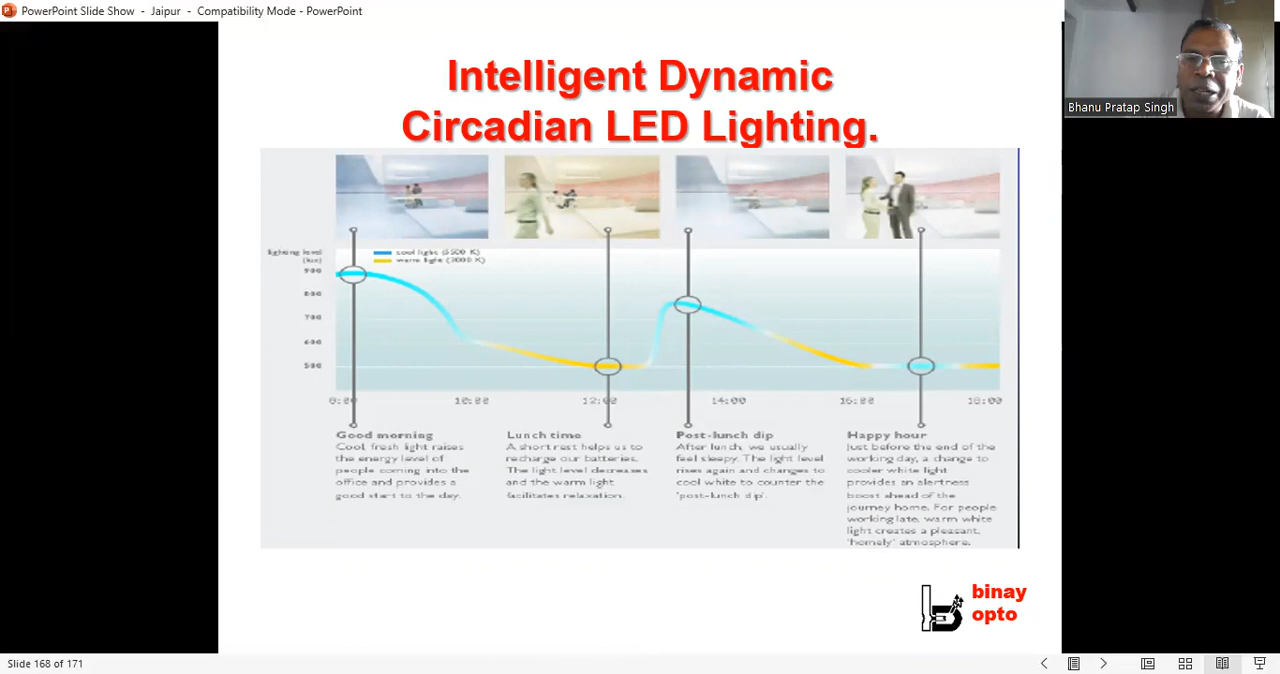 PowerPoint Slide Show - Jaipur - Compatibility Mode - PowerPoint
Bhanu Pratap Singh
Intelligent Dynamic
Circadian LED Lighting.
lighting level
(lux)
cool light (5500 K)
warm light (3000 K)
900
800
700
600
500
8:00 10:00 12:00 14:00 16:00 18:00
Good morning
Cool, fresh light raises
the energy level of
people coming into the
office and provides a
good start to the day.
Lunch time
A short rest helps us to
recharge our batteries.
The light level decreases
and the warm light
facilitates relaxation.
Post-lunch dip
After lunch, we usually
feel sleepy. The light level
rises again and changes to
cool white to counter the
'post-lunch dip'.
Happy hour
Just before the end of the
working day, a change to
cooler white light
provides an alertness
boost ahead of the
journey home. For people
working late, warm white
light creates a pleasant,
'homely' atmosphere.
binay
opto
Slide 168 of 171